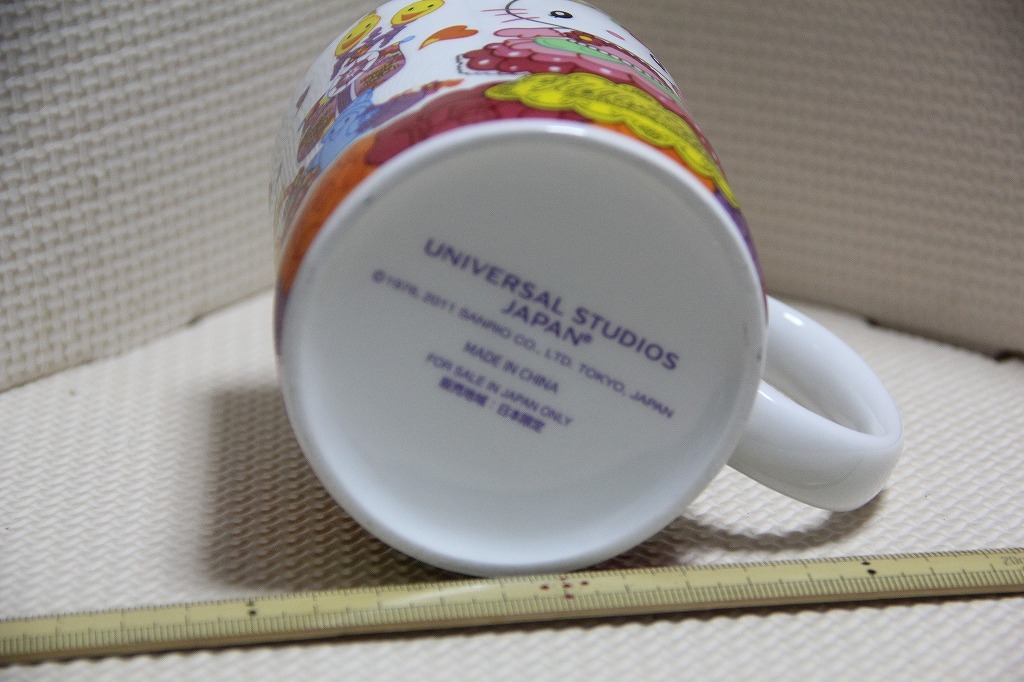 UNIVERSAL STUDIOS
JAPAN®
©1976, 2011 SANRIO CO., LTD. TOKYO, JAPAN
MADE IN CHINA
FOR SALE IN JAPAN ONLY
販売地域:日本限定